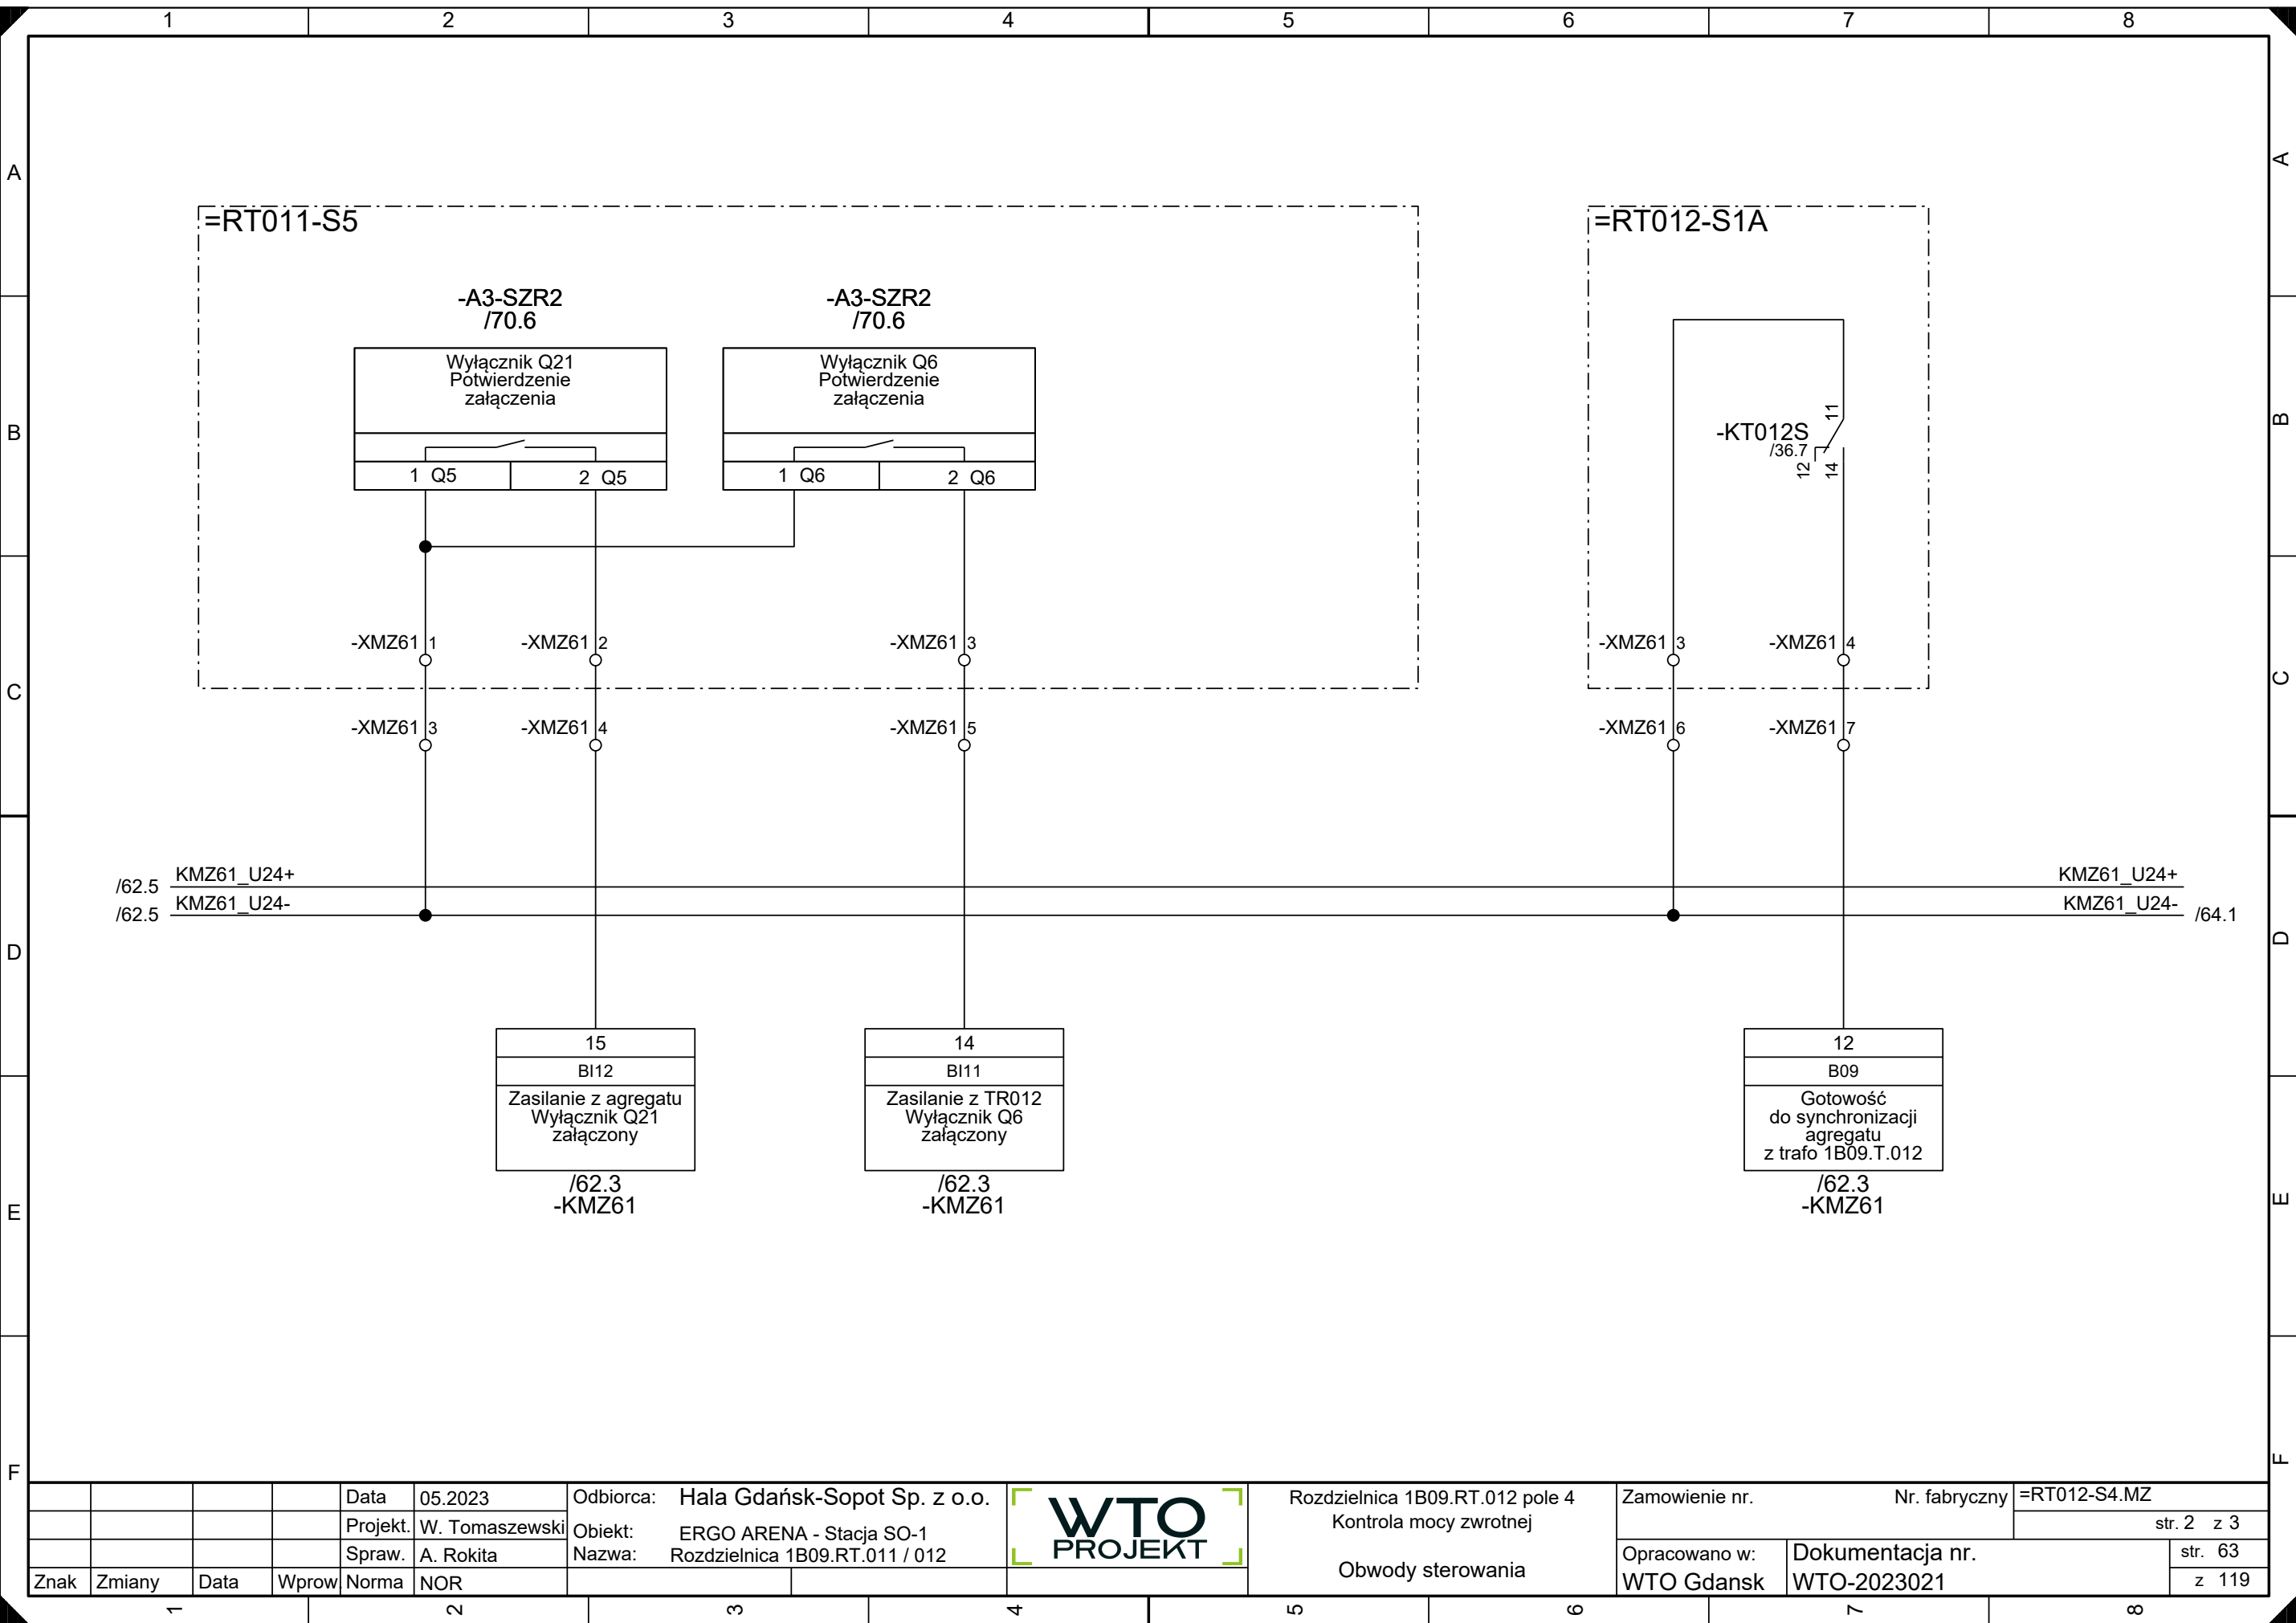 1 2 3 4 5 6 7 8
A A
=RT011-S5
=RT012-S1A
-A3-SZR2
/70.6
-A3-SZR2
/70.6
Wyłącznik Q21
Potwierdzenie
załączenia
Wyłącznik Q6
Potwierdzenie
załączenia
1 Q5 2 Q5
1 Q6 2 Q6
B B
-KT012S
/36.7
11
12 14
-XMZ61 1 -XMZ61 2 -XMZ61 3 -XMZ61 3 -XMZ61 4
C C
-XMZ61 3 -XMZ61 4 -XMZ61 5 -XMZ61 6 -XMZ61 7
/62.5 KMZ61_U24+ KMZ61_U24+
/62.5 KMZ61_U24- KMZ61_U24- /64.1
D D
15
BI12
Zasilanie z agregatu
Wyłącznik Q21
załączony
/62.3
-KMZ61
14
BI11
Zasilanie z TR012
Wyłącznik Q6
załączony
/62.3
-KMZ61
12
B09
Gotowość
do synchronizacji
agregatu
z trafo 1B09.T.012
/62.3
-KMZ61
E E
F F
Znak Zmiany Data Wprow.
Data 05.2023
Projekt. W. Tomaszewski
Spraw. A. Rokita
Norma NOR
Odbiorca: Hala Gdańsk-Sopot Sp. z o.o.
Obiekt: ERGO ARENA - Stacja SO-1
Nazwa: Rozdzielnica 1B09.RT.011 / 012
WTO
PROJEKT
Rozdzielnica 1B09.RT.012 pole 4
Kontrola mocy zwrotnej
Obwody sterowania
Zamowienie nr. Nr. fabryczny =RT012-S4.MZ
str. 2 z 3
Opracowano w:
WTO Gdansk
Dokumentacja nr.
WTO-2023021
str. 63
z 119
1 2 3 4 5 6 7 8